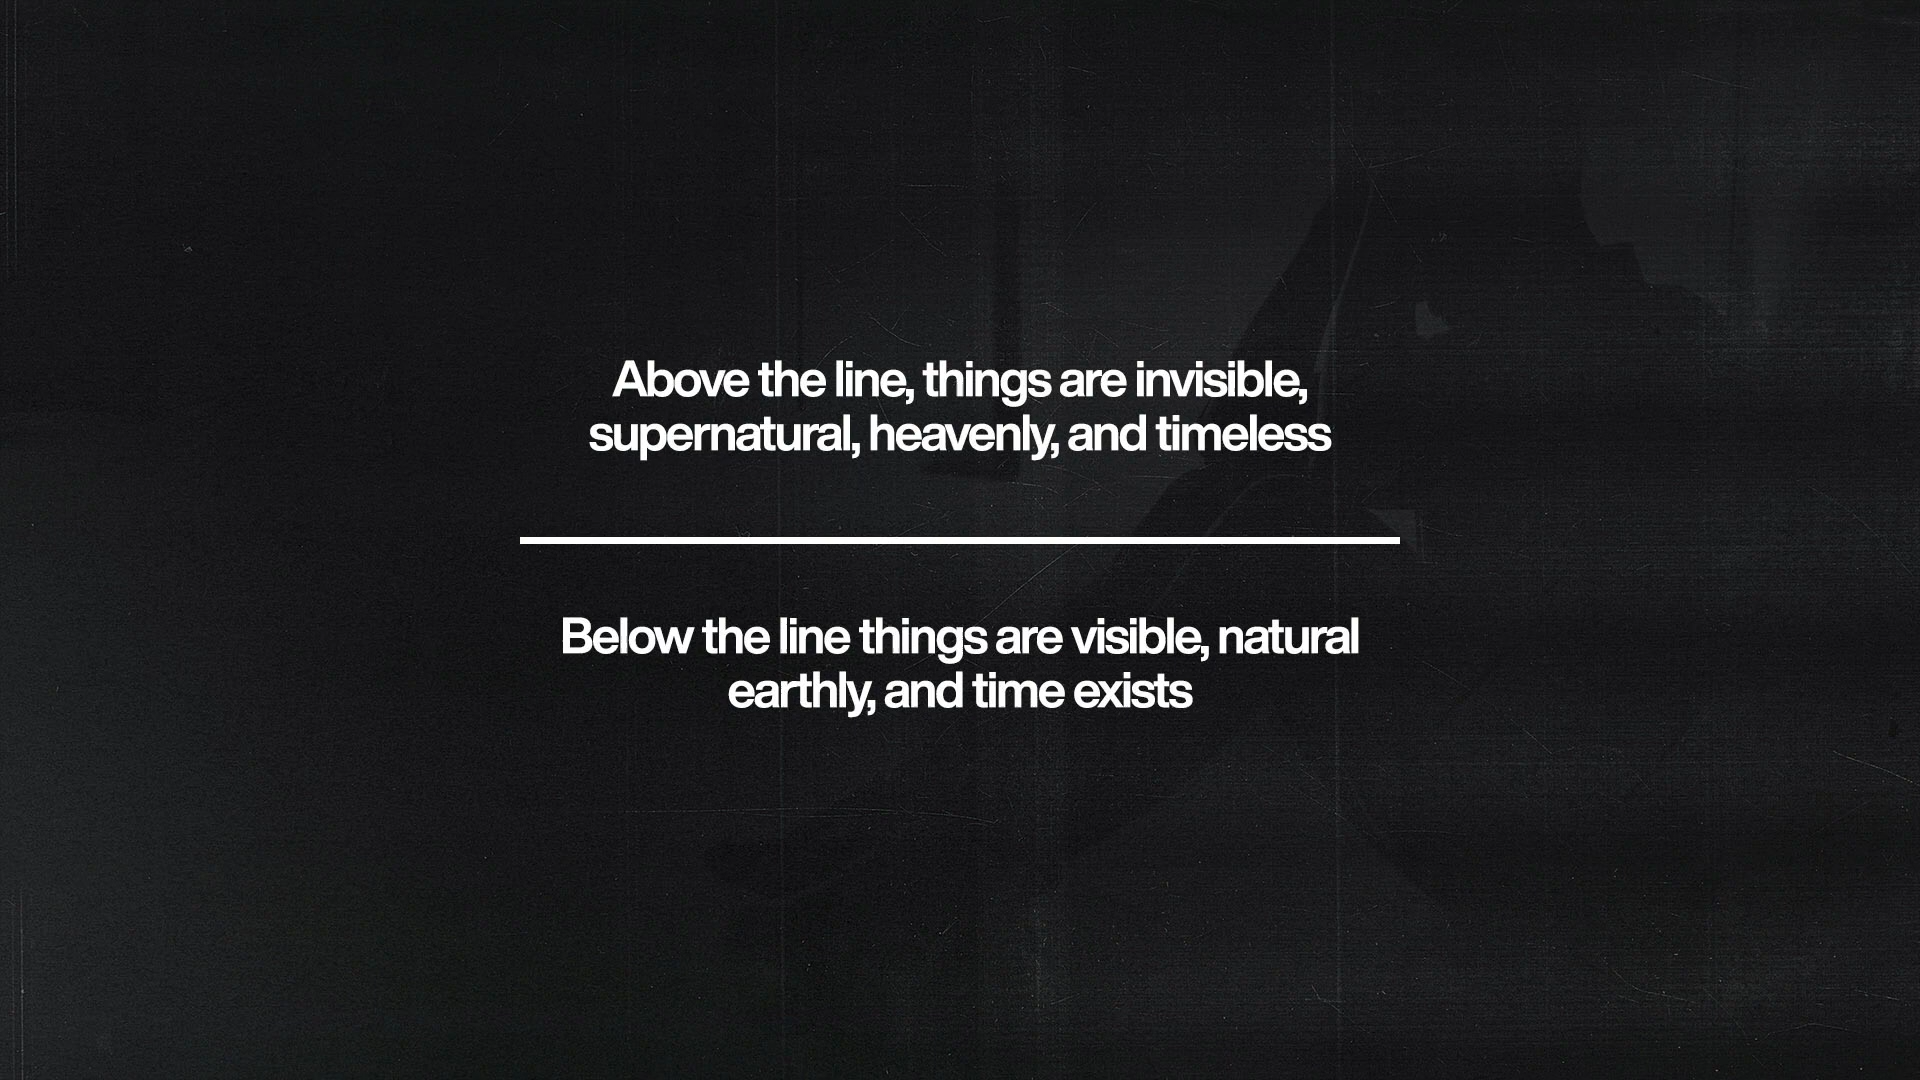 Above the line, things are invisible,
supernatural, heavenly, and timeless
Below the line things are visible, natural
earthly, and time exists